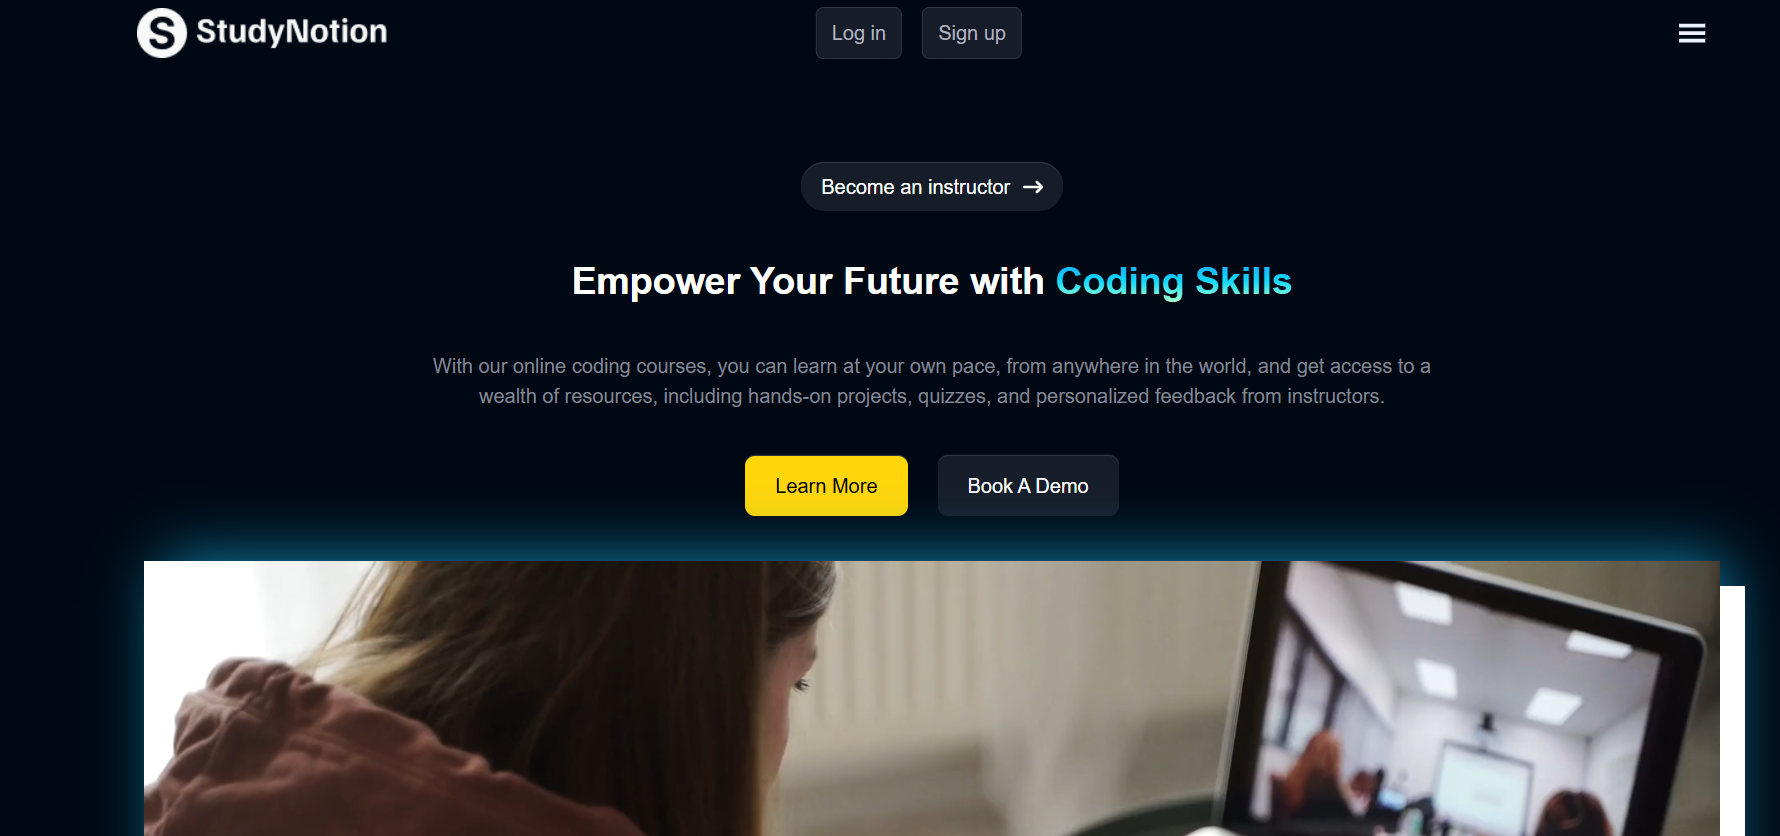 StudyNotion
Log in
Sign up
Become an instructor
Empower Your Future with Coding Skills
With our online coding courses, you can learn at your own pace, from anywhere in the world, and get access to a
wealth of resources, including hands-on projects, quizzes, and personalized feedback from instructors.
Learn More
Book A Demo